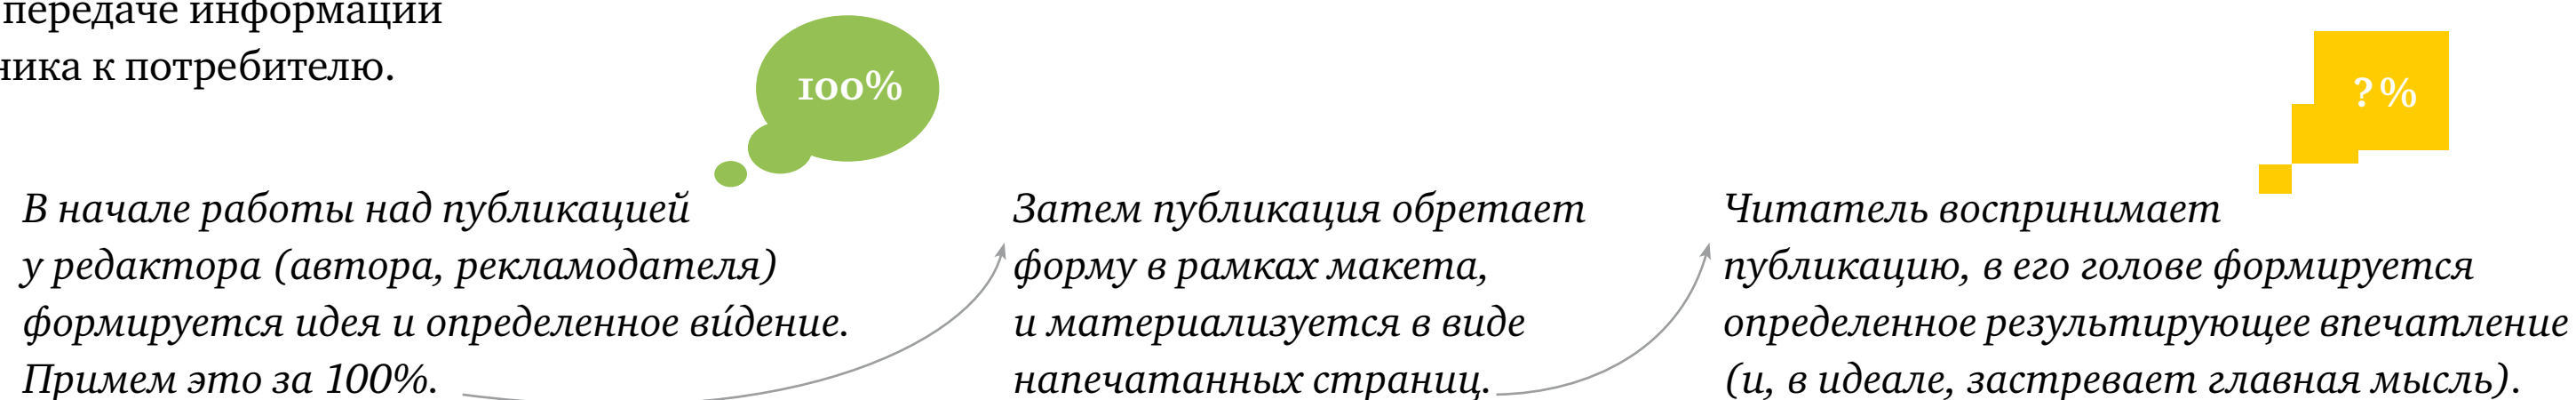 передаче информации
ника к потребителю.
100%
? %
В начале работы над публикацией
у редактора (автора, рекламодателя)
формируется идея и определенное ви́дение.
Примем это за 100%.
Затем публикация обретает
форму в рамках макета,
и материализуется в виде
напечатанных страниц.
Читатель воспринимает
публикацию, в его голове формируется
определенное результирующее впечатление
(и, в идеале, застревает главная мысль).